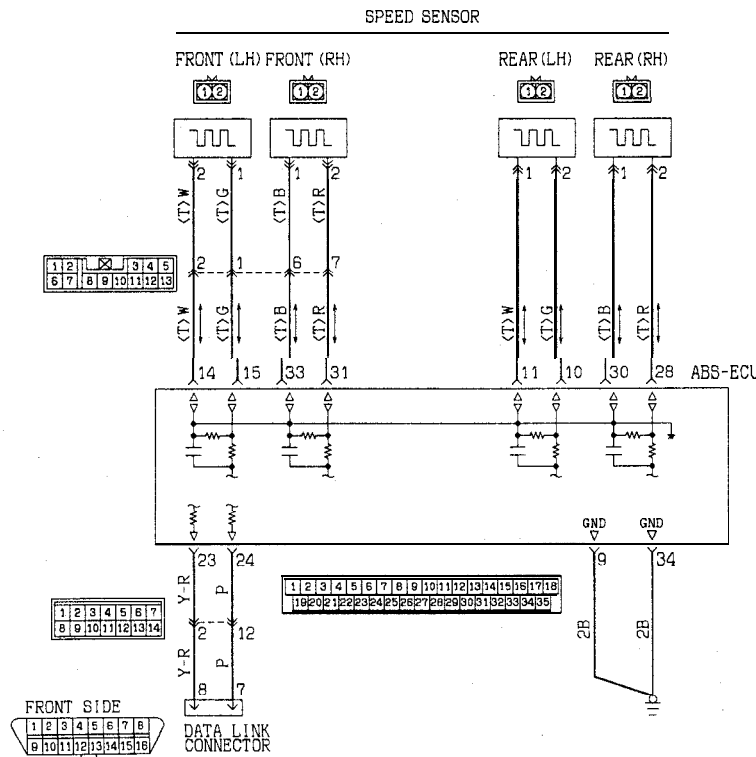 SPEED SENSOR
FRONT (LH) FRONT (RH) REAR (LH) REAR (RH)
1 2 1 2 1 2 1 2
2 1 1 2 1 2 1 2
<T>W <T>G <T>B <T>R
1 2 3 4 5
6 7 8 9 10 11 12 13
2 1 6 7
<T>W <T>G <T>B <T>R <T>W <T>G <T>B <T>R
14 15 33 31 11 10 30 28 ABS-ECU
GND GND
23 24 9 34
Y-R P
1 2 3 4 5 6 7 8 9 10 11 12 13 14 15 16 17 18
19 20 21 22 23 24 25 26 27 28 29 30 31 32 33 34 35
1 2 3 4 5 6 7
8 9 10 11 12 13 14
2 12
2B 2B
Y-R P
8 7
FRONT SIDE
1 2 3 4 5 6 7 8
9 10 11 12 13 14 15 16
DATA LINK
CONNECTOR